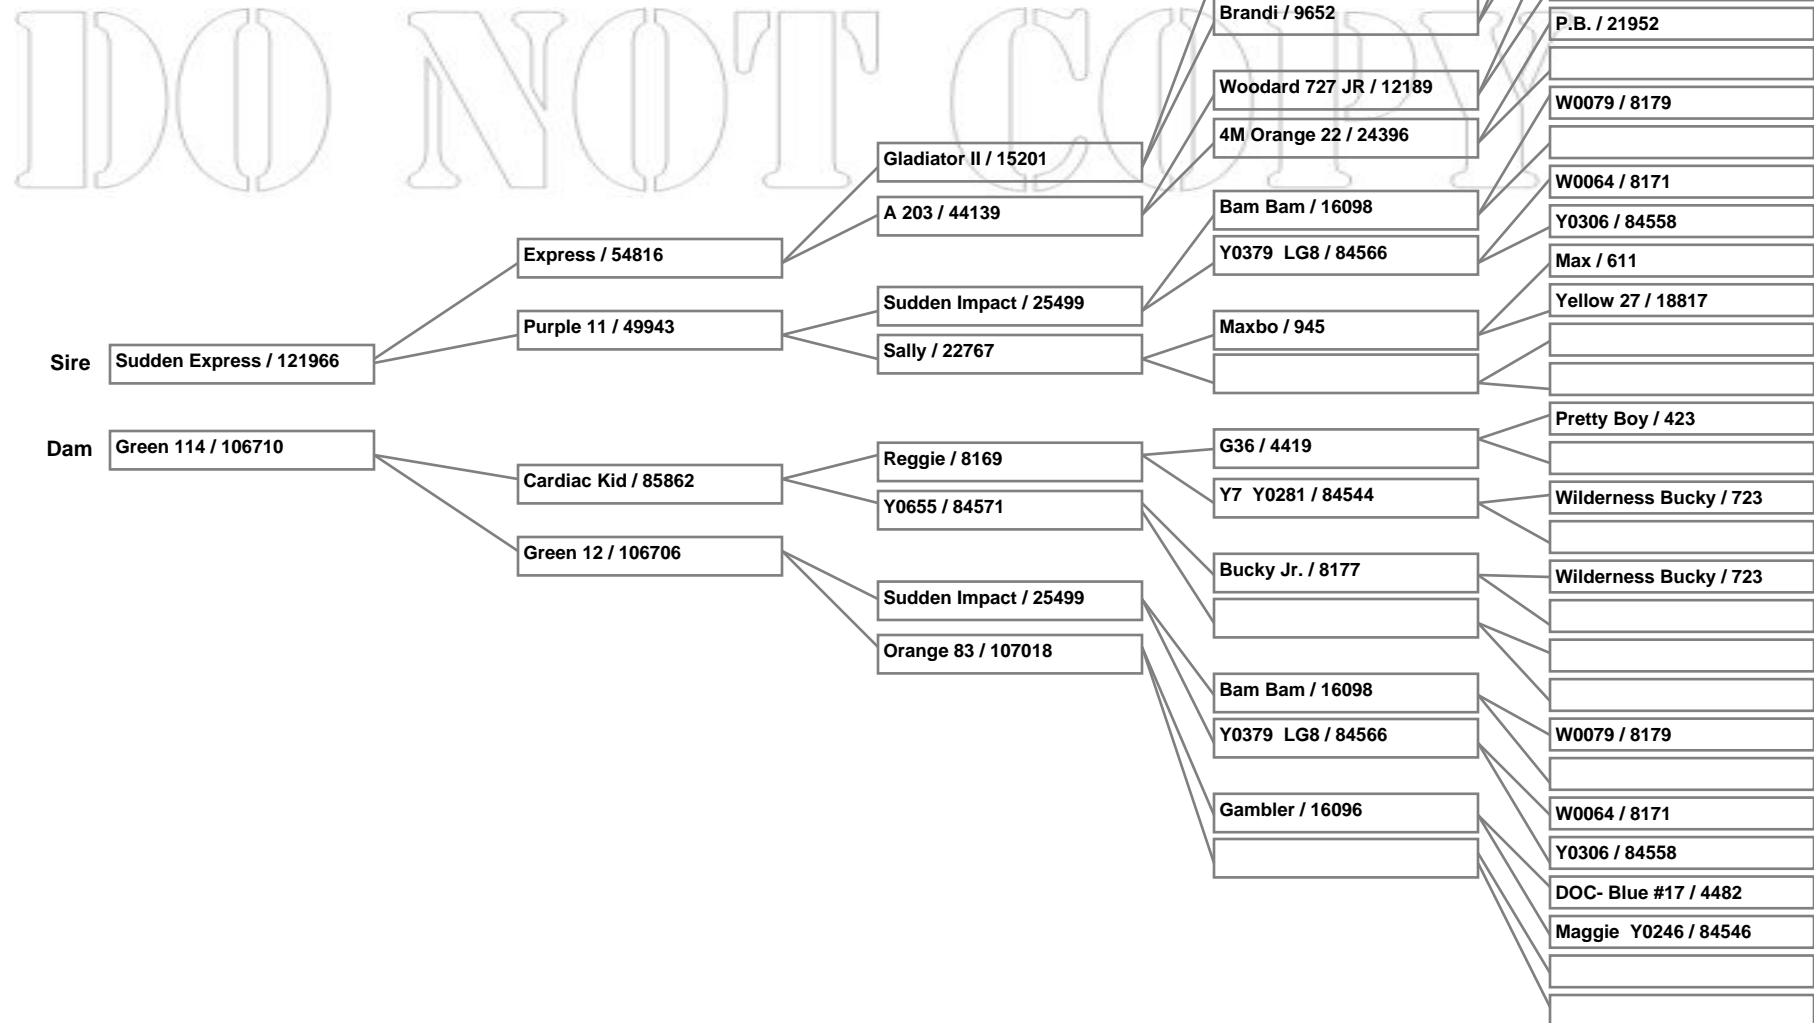 DO NOT COPY
Sire
Sudden Express / 121966
Dam
Green 114 / 106710
Express / 54816
Purple 11 / 49943
Cardiac Kid / 85862
Green 12 / 106706
Gladiator II / 15201
A 203 / 44139
Sudden Impact / 25499
Sally / 22767
Reggie / 8169
Y0655 / 84571
Sudden Impact / 25499
Orange 83 / 107018
Brandi / 9652
Woodard 727 JR / 12189
4M Orange 22 / 24396
Bam Bam / 16098
Y0379  LG8 / 84566
Maxbo / 945
G36 / 4419
Y7  Y0281 / 84544
Bucky Jr. / 8177
Bam Bam / 16098
Y0379  LG8 / 84566
Gambler / 16096
P.B. / 21952
W0079 / 8179
W0064 / 8171
Y0306 / 84558
Max / 611
Yellow 27 / 18817
Pretty Boy / 423
Wilderness Bucky / 723
Wilderness Bucky / 723
W0079 / 8179
W0064 / 8171
Y0306 / 84558
DOC- Blue #17 / 4482
Maggie  Y0246 / 84546